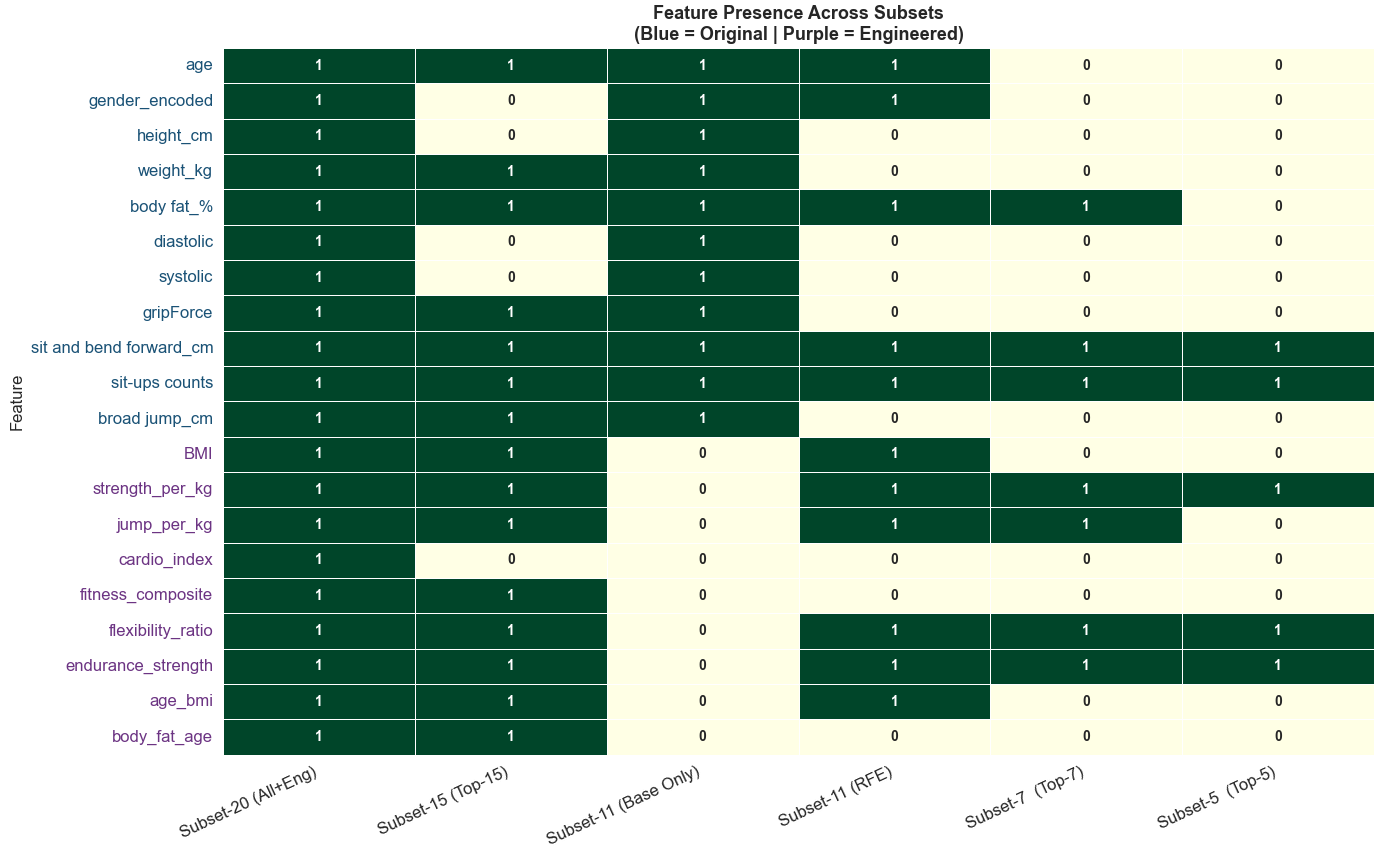 Feature Presence Across Subsets
(Blue = Original | Purple = Engineered)
Feature
age 1 1 1 1 0 0
gender_encoded 1 0 1 1 0 0
height_cm 1 0 1 0 0 0
weight_kg 1 1 1 0 0 0
body fat_% 1 1 1 1 1 0
diastolic 1 0 1 0 0 0
systolic 1 0 1 0 0 0
gripForce 1 1 1 0 0 0
sit and bend forward_cm 1 1 1 1 1 1
sit-ups counts 1 1 1 1 1 1
broad jump_cm 1 1 1 0 0 0
BMI 1 1 0 1 0 0
strength_per_kg 1 1 0 1 1 1
jump_per_kg 1 1 0 1 1 0
cardio_index 1 0 0 0 0 0
fitness_composite 1 1 0 0 0 0
flexibility_ratio 1 1 0 1 1 1
endurance_strength 1 1 0 1 1 1
age_bmi 1 1 0 1 0 0
body_fat_age 1 1 0 0 0 0
Subset-20 (All+Eng)
Subset-15 (Top-15)
Subset-11 (Base Only)
Subset-11 (RFE)
Subset-7 (Top-7)
Subset-5 (Top-5)